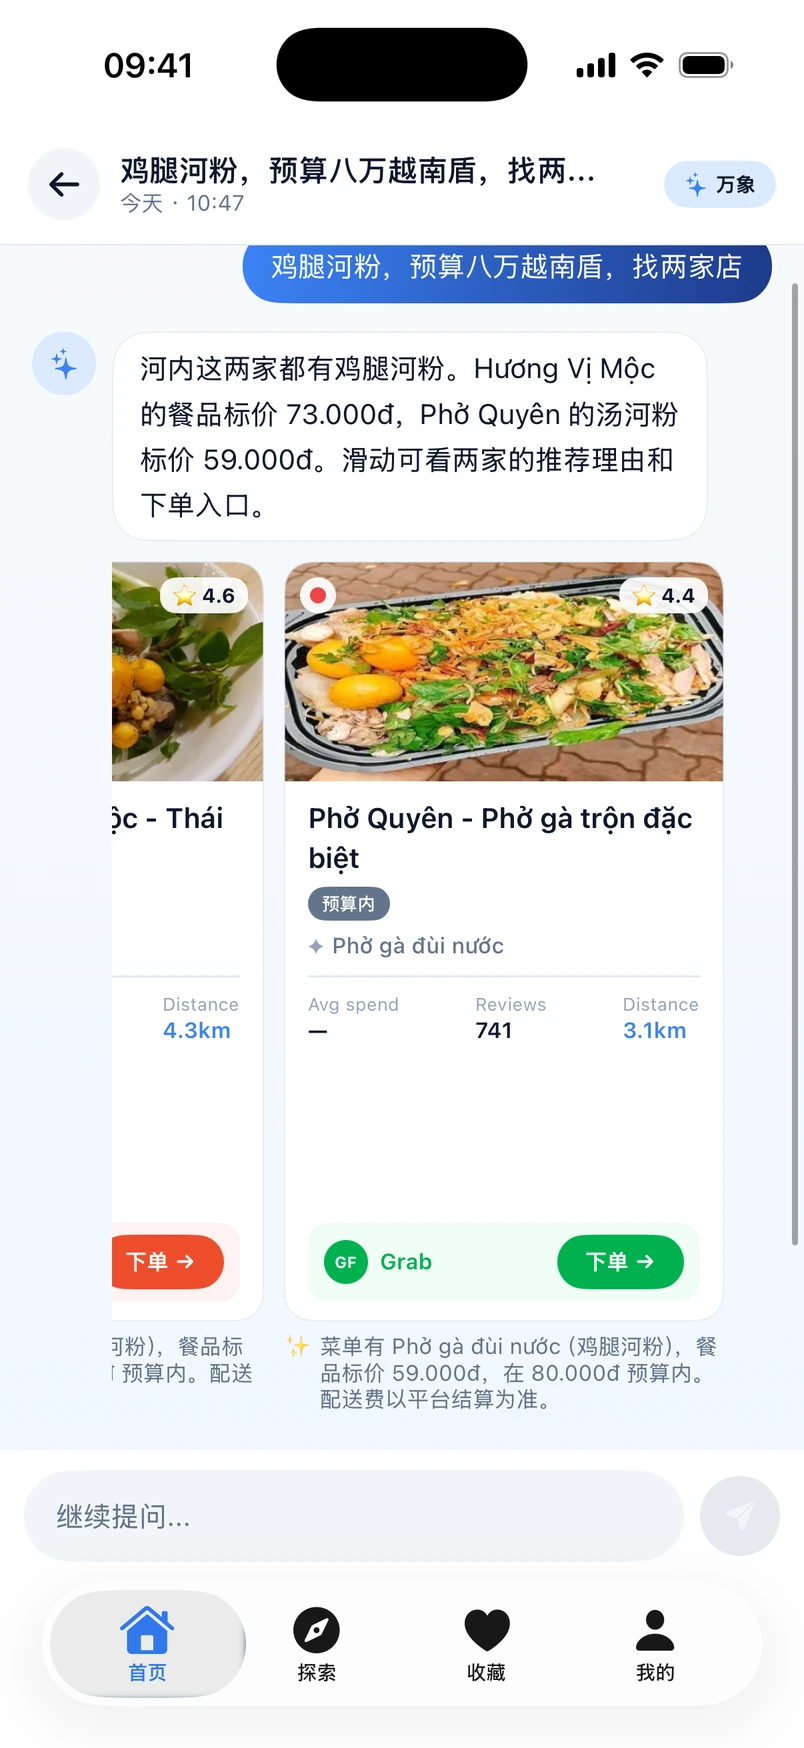 09:41
鸡腿河粉，预算八万越南盾，找两...
今天 · 10:47
万象
鸡腿河粉，预算八万越南盾，找两家店
河内这两家都有鸡腿河粉。Hương Vị Mộc
的餐品标价 73.000đ，Phở Quyên 的汤河粉
标价 59.000đ。滑动可看两家的推荐理由和
下单入口。
4.6
ộc - Thái
Distance
4.3km
下单 →
可粉)，餐品标
预算内。配送
4.4
Phở Quyên - Phở gà trộn đặc
biệt
预算内
Phở gà đùi nước
Avg spend Reviews Distance
— 741 3.1km
GF Grab 下单 →
菜单有 Phở gà đùi nước (鸡腿河粉)，餐
品标价 59.000đ，在 80.000đ 预算内。
配送费以平台结算为准。
继续提问...
首页 探索 收藏 我的